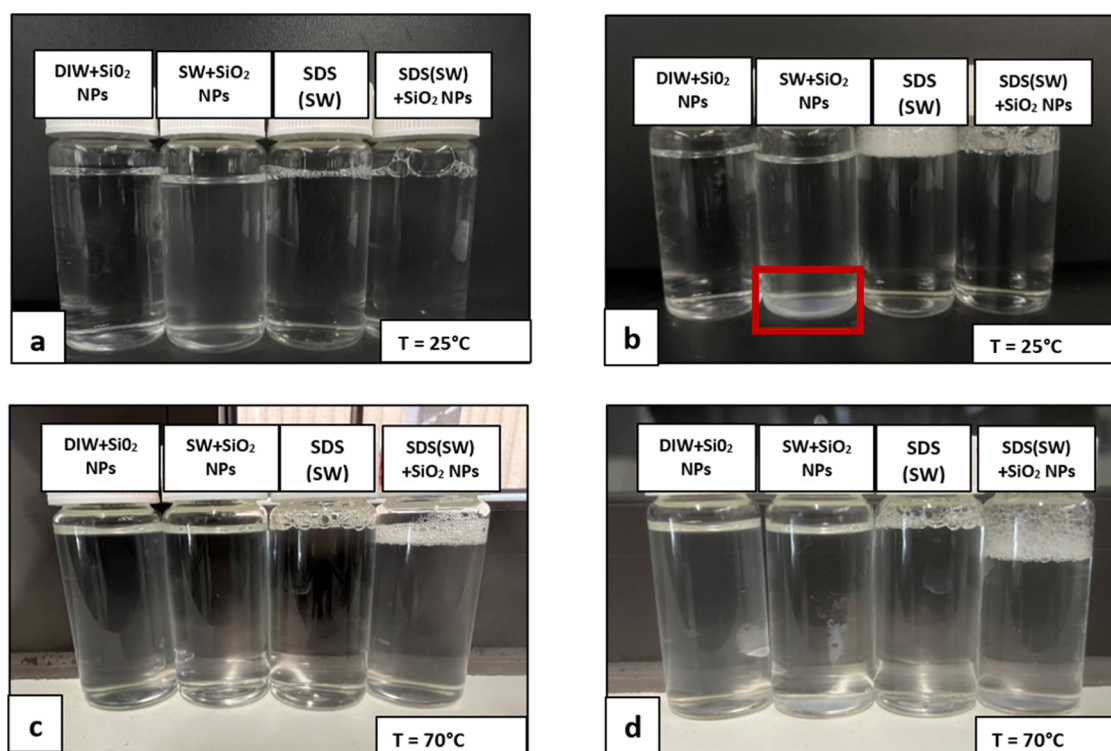 DIW+Si0₂
NPs
SW+SiO₂
NPs
SDS
(SW)
SDS(SW)
+SiO₂ NPs
a
T = 25°C
DIW+SiO₂
NPs
SW+SiO₂
NPs
SDS
(SW)
SDS(SW)
+SiO₂ NPs
b
T = 25°C
DIW+Si0₂
NPs
SW+SiO₂
NPs
SDS
(SW)
SDS(SW)
+SiO₂ NPs
c
T = 70°C
DIW+Si0₂
NPs
SW+SiO₂
NPs
SDS
(SW)
SDS(SW)
+SiO₂ NPs
d
T = 70°C